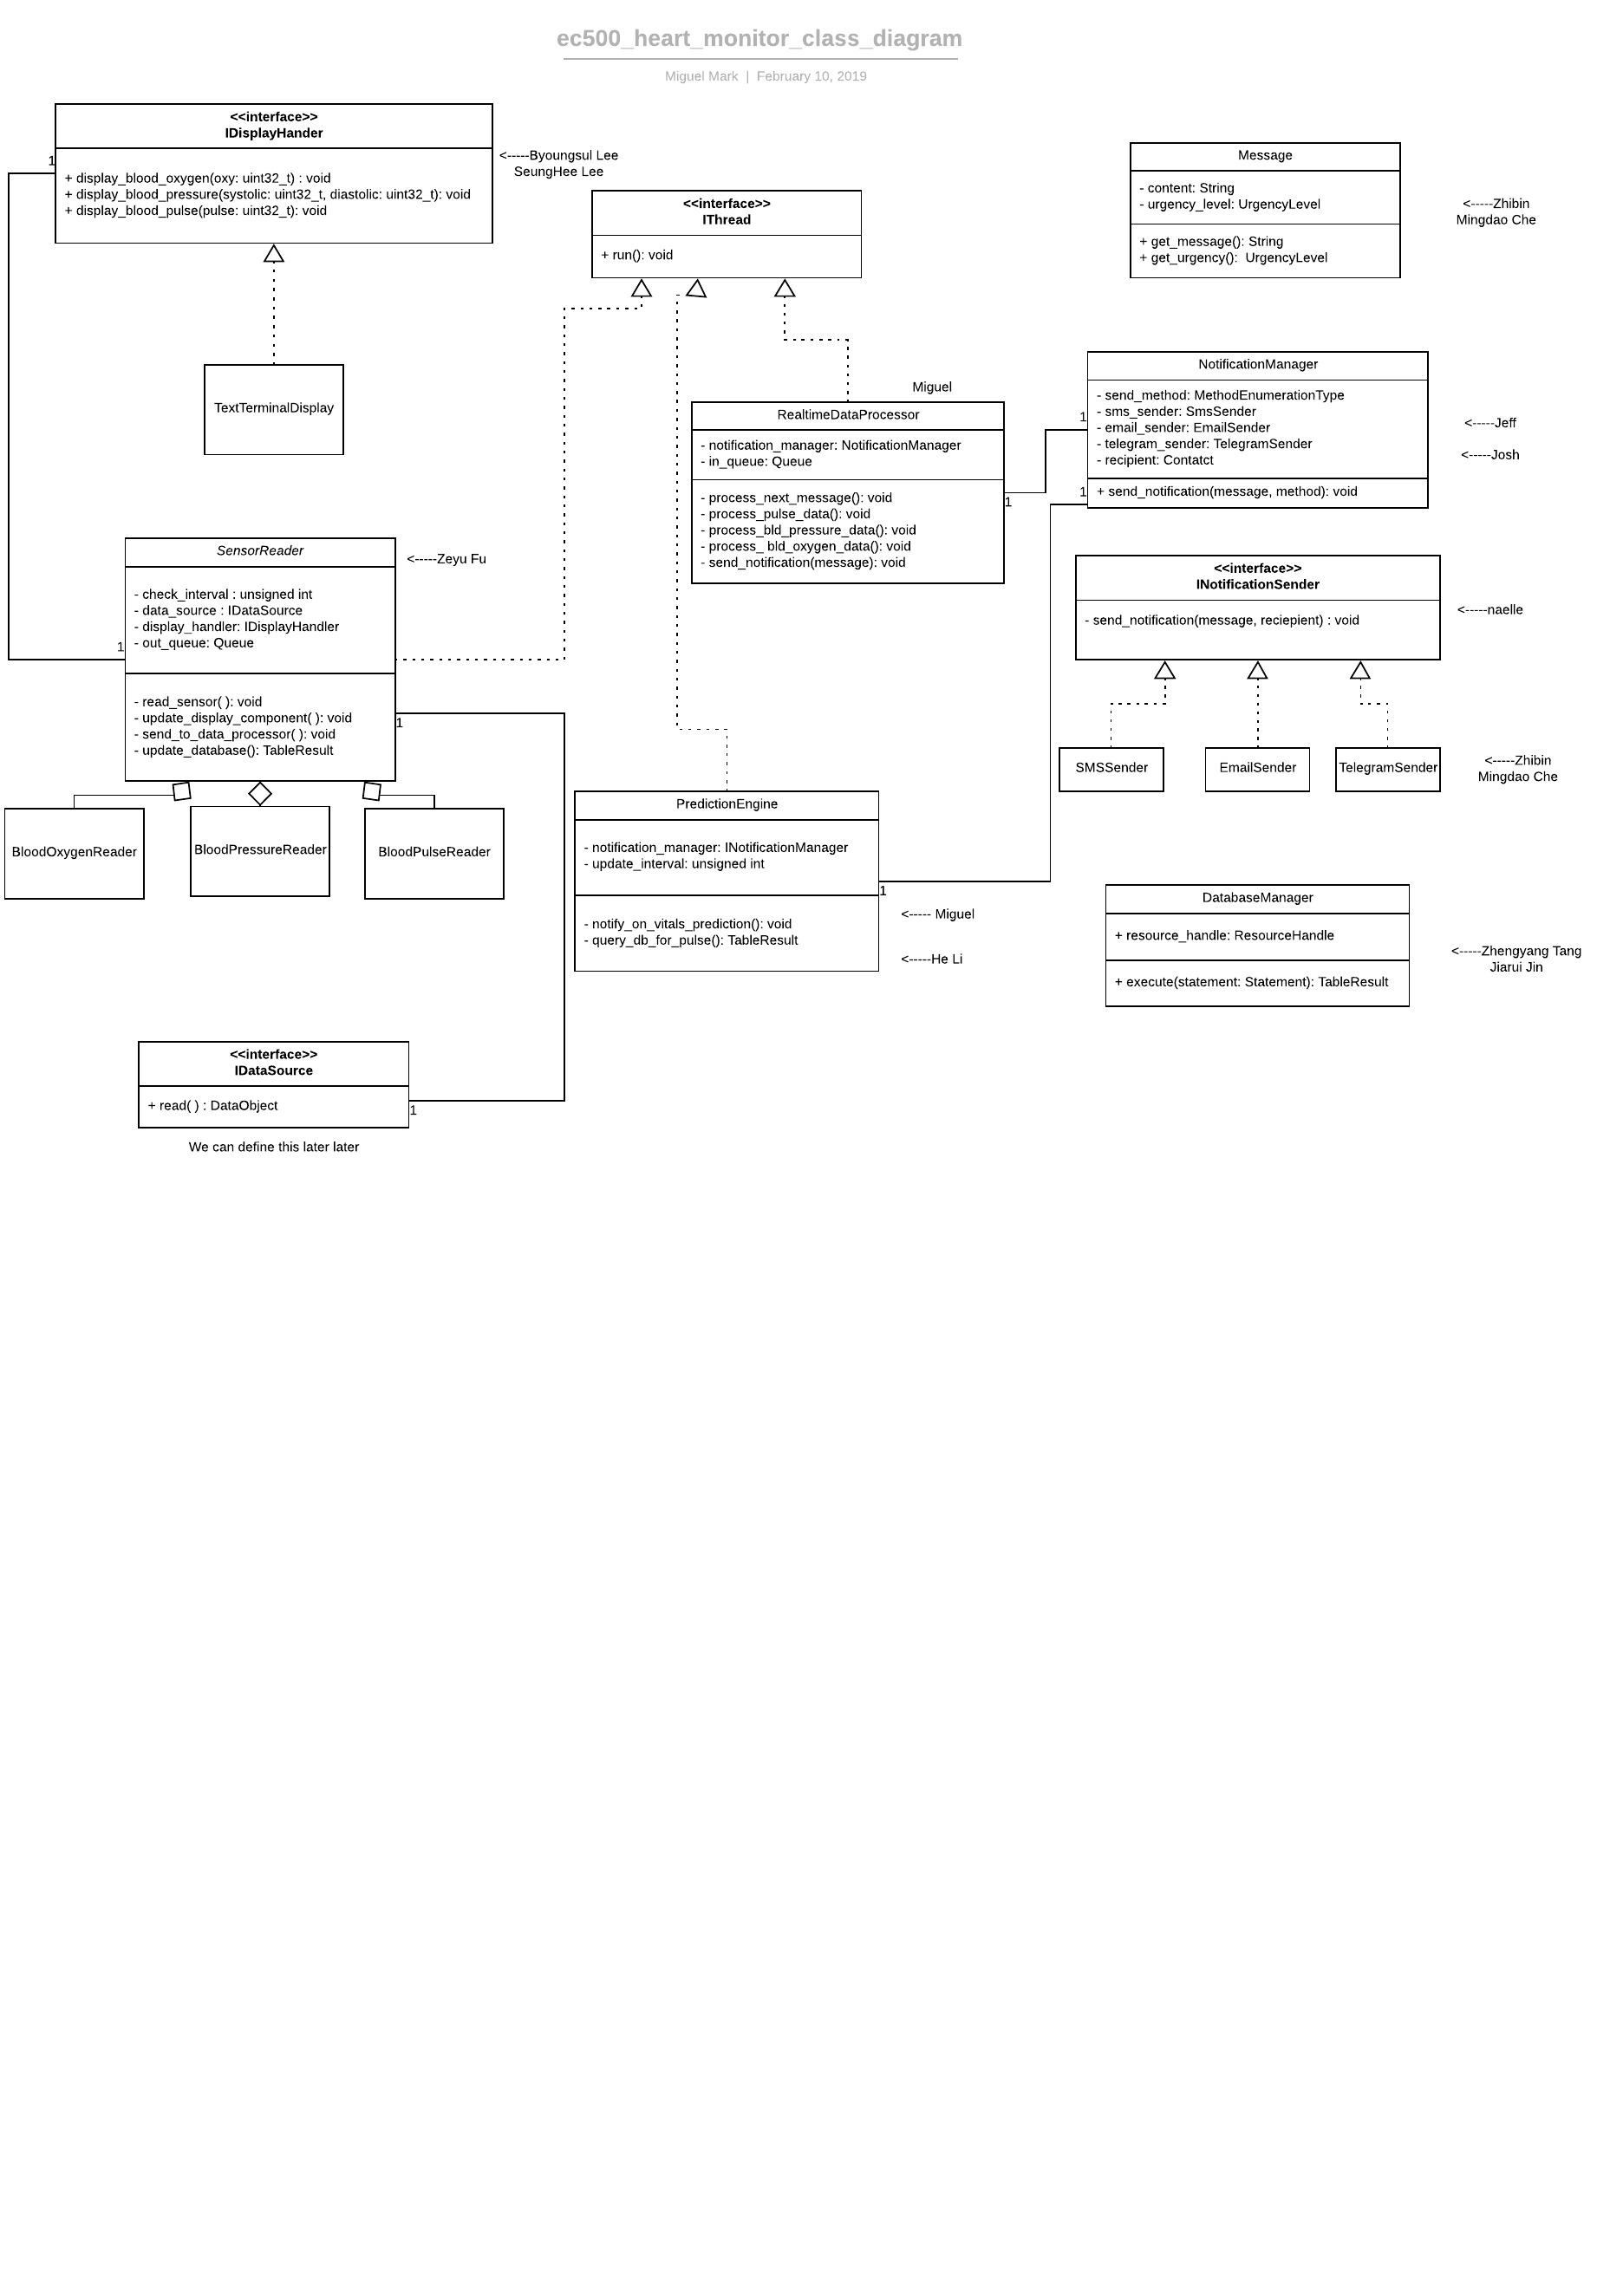 ec500_heart_monitor_class_diagram
Miguel Mark | February 10, 2019
<<interface>>
IDisplayHander
+ display_blood_oxygen(oxy: uint32_t) : void
+ display_blood_pressure(systolic: uint32_t, diastolic: uint32_t): void
+ display_blood_pulse(pulse: uint32_t): void
1
<-----Byoungsul Lee
SeungHee Lee
<<interface>>
IThread
+ run(): void
Message
- content: String
- urgency_level: UrgencyLevel
+ get_message(): String
+ get_urgency():  UrgencyLevel
<-----Zhibin
Mingdao Che
TextTerminalDisplay
Miguel
RealtimeDataProcessor
- notification_manager: NotificationManager
- in_queue: Queue
- process_next_message(): void
- process_pulse_data(): void
- process_bld_pressure_data(): void
- process_ bld_oxygen_data(): void
- send_notification(message): void
1
NotificationManager
- send_method: MethodEnumerationType
- sms_sender: SmsSender
- email_sender: EmailSender
- telegram_sender: TelegramSender
- recipient: Contatct
+ send_notification(message, method): void
1
1
<-----Jeff
<-----Josh
SensorReader
- check_interval : unsigned int
- data_source : IDataSource
- display_handler: IDisplayHandler
- out_queue: Queue
- read_sensor( ): void
- update_display_component( ): void
- send_to_data_processor( ): void
- update_database(): TableResult
1
1
<-----Zeyu Fu
<<interface>>
INotificationSender
- send_notification(message, reciepient) : void
<-----naelle
SMSSender
EmailSender
TelegramSender
<-----Zhibin
Mingdao Che
BloodOxygenReader
BloodPressureReader
BloodPulseReader
PredictionEngine
- notification_manager: INotificationManager
- update_interval: unsigned int
- notify_on_vitals_prediction(): void
- query_db_for_pulse(): TableResult
1
<----- Miguel
<-----He Li
DatabaseManager
+ resource_handle: ResourceHandle
+ execute(statement: Statement): TableResult
<-----Zhengyang Tang
Jiarui Jin
<<interface>>
IDataSource
+ read( ) : DataObject
1
We can define this later later